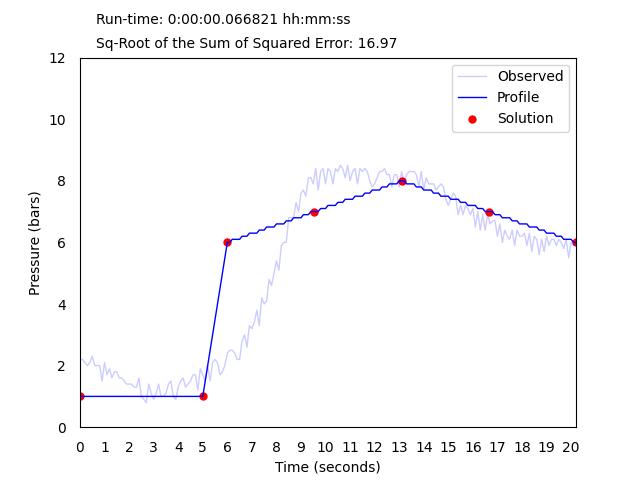 Run-time: 0:00:00.066821 hh:mm:ss
Sq-Root of the Sum of Squared Error: 16.97
Observed
Profile
Solution
Pressure (bars)
12
10
8
6
4
2
0
0 1 2 3 4 5 6 7 8 9 10 11 12 13 14 15 16 17 18 19 20
Time (seconds)